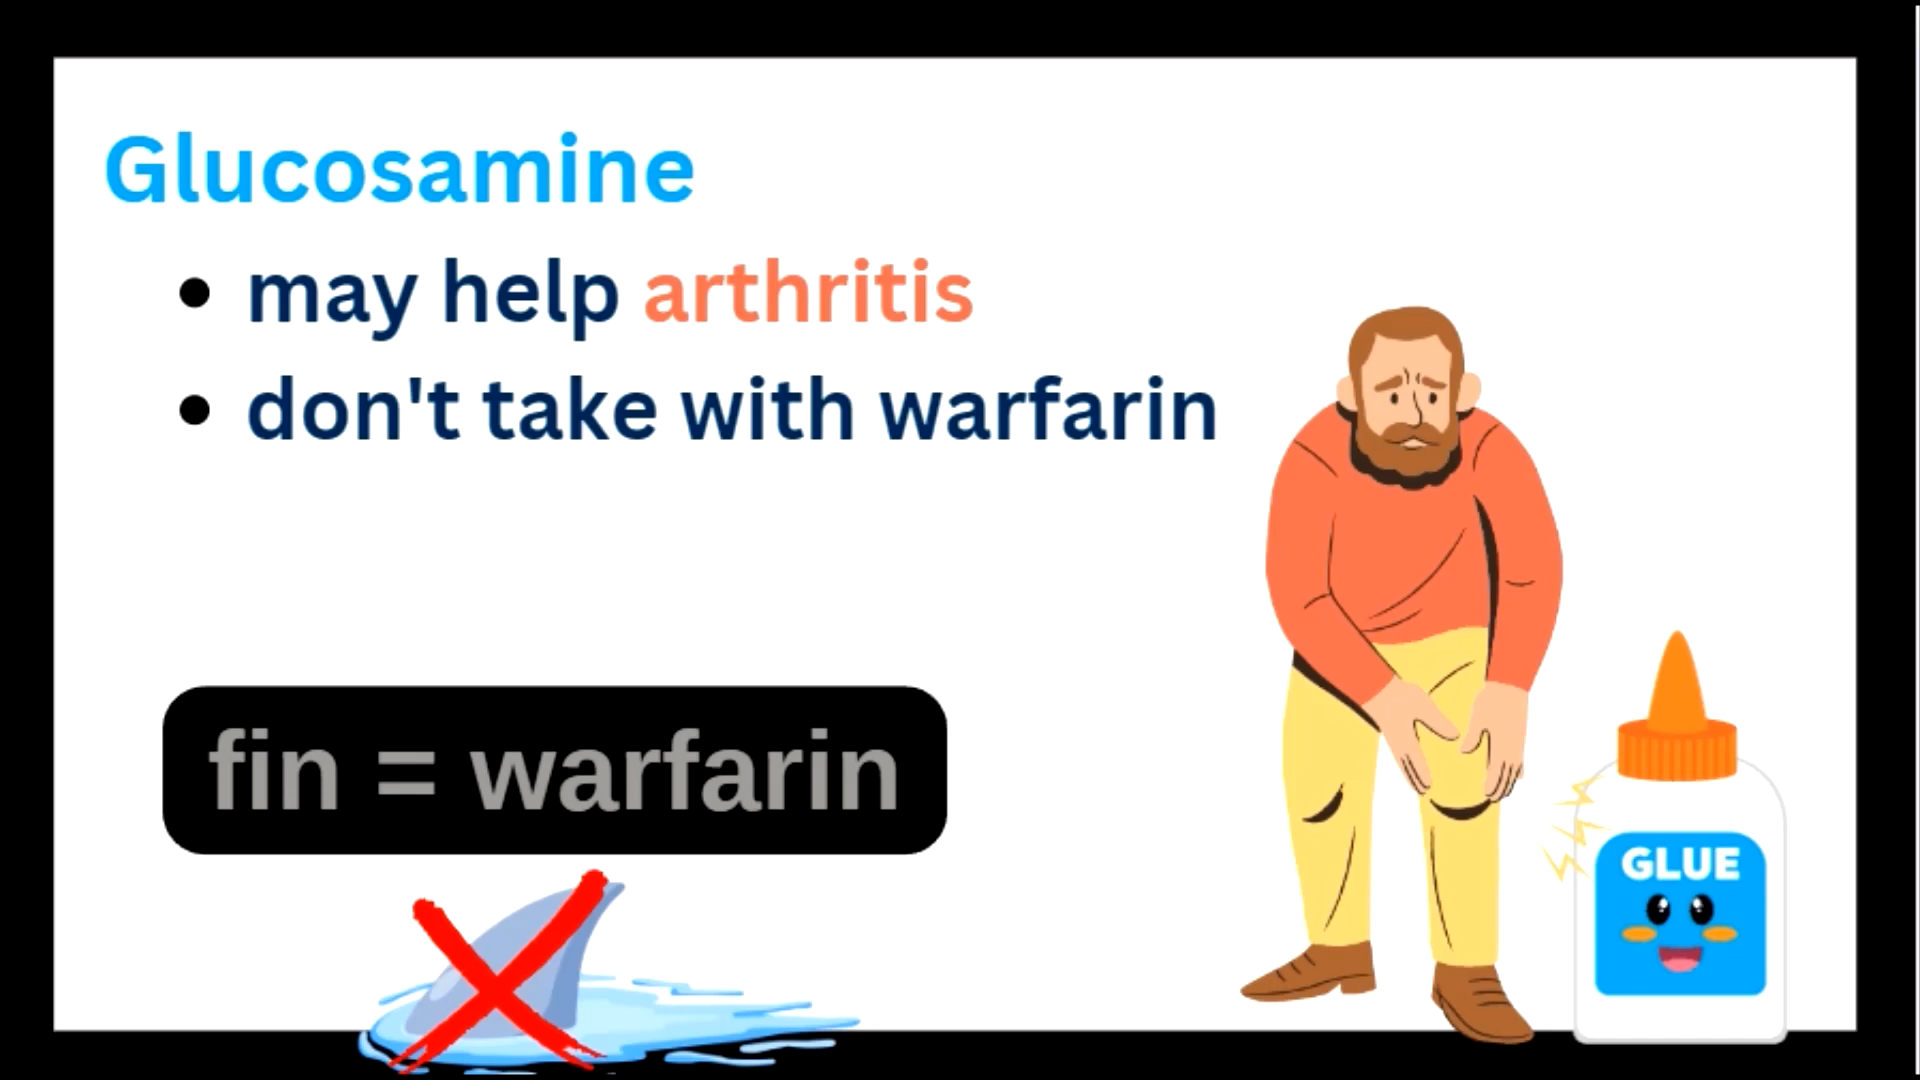 Glucosamine
• may help arthritis
• don't take with warfarin
fin = warfarin
GLUE